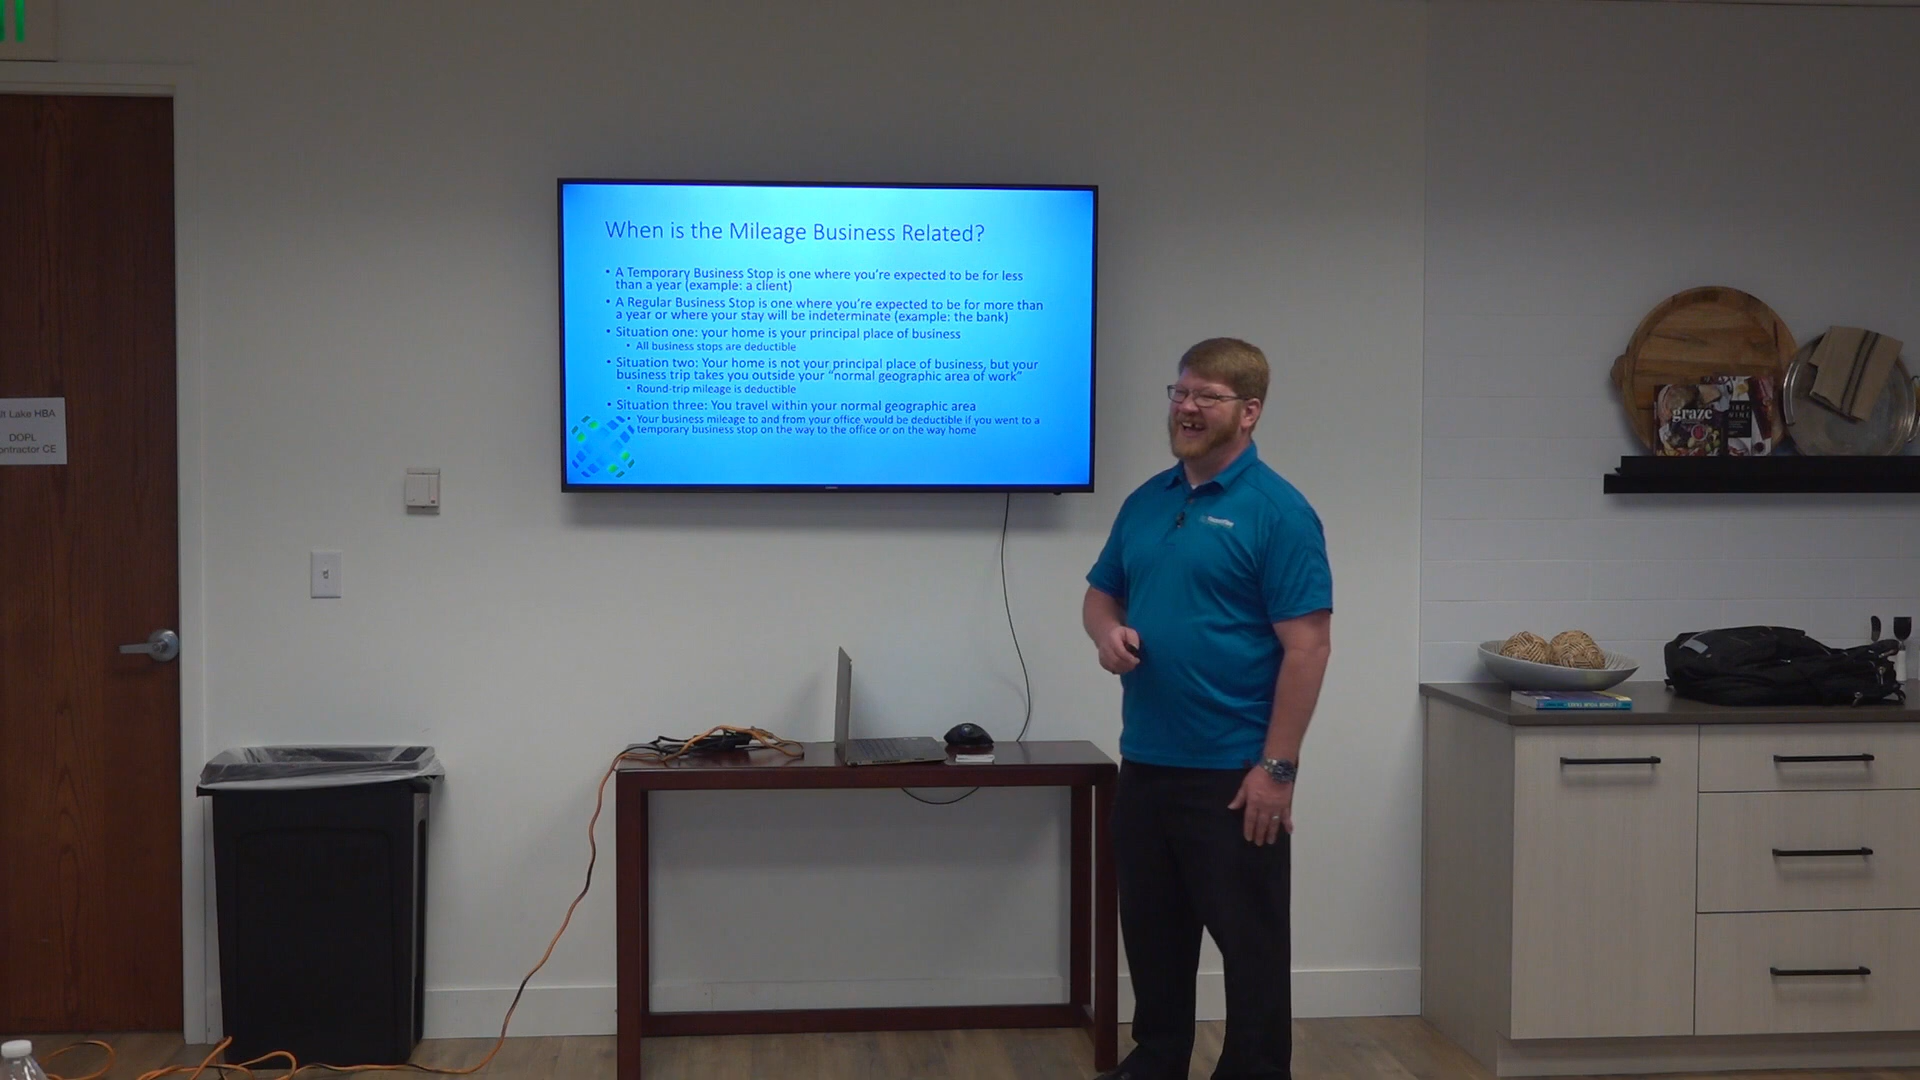 lt Lake HBA
DOPL
ontractor CE
When is the Mileage Business Related?
• A Temporary Business Stop is one where you're expected to be for less
than a year (example: a client)
• A Regular Business Stop is one where you're expected to be for more than
a year or where your stay will be indeterminate (example: the bank)
• Situation one: your home is your principal place of business
• All business stops are deductible
• Situation two: Your home is not your principal place of business, but your
business trip takes you outside your "normal geographic area of work"
• Round-trip mileage is deductible
• Situation three: You travel within your normal geographic area
• Your business mileage to and from your office would be deductible if you went to a
temporary business stop on the way to the office or on the way home
graze
FIRE +
WINE
LOWER YOUR TAXES